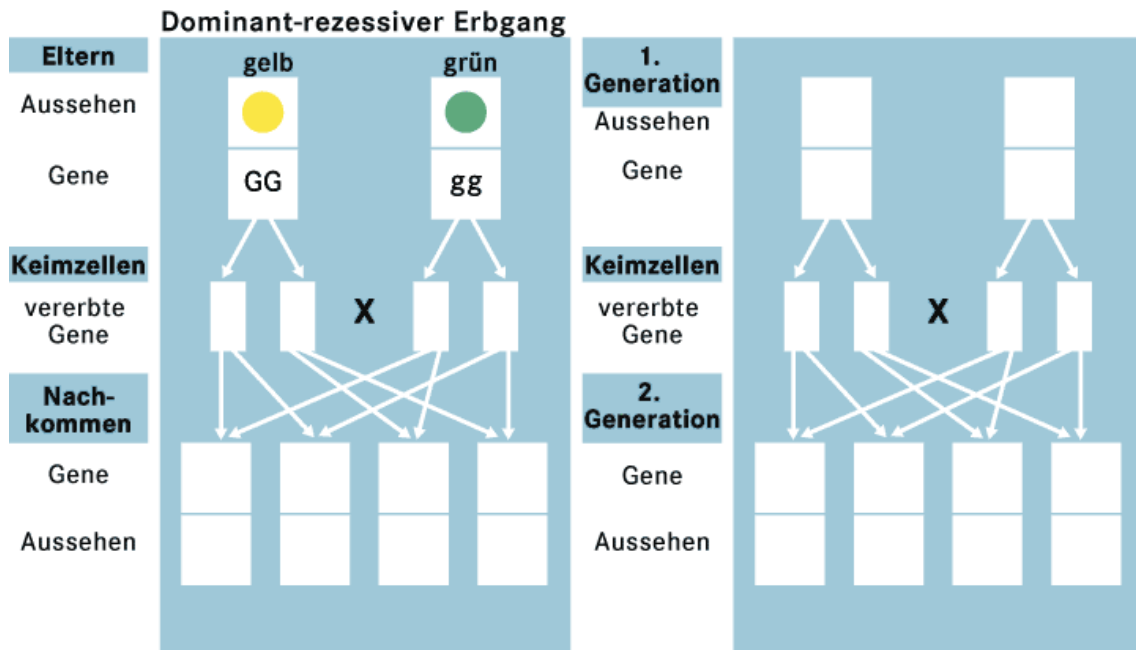 Dominant-rezessiver Erbgang
Eltern
gelb
grün
Aussehen
Gene
GG
gg
Keimzellen
vererbte
Gene
X
Nach-
kommen
Gene
Aussehen
1.
Generation
Aussehen
Gene
Keimzellen
vererbte
Gene
X
2.
Generation
Gene
Aussehen